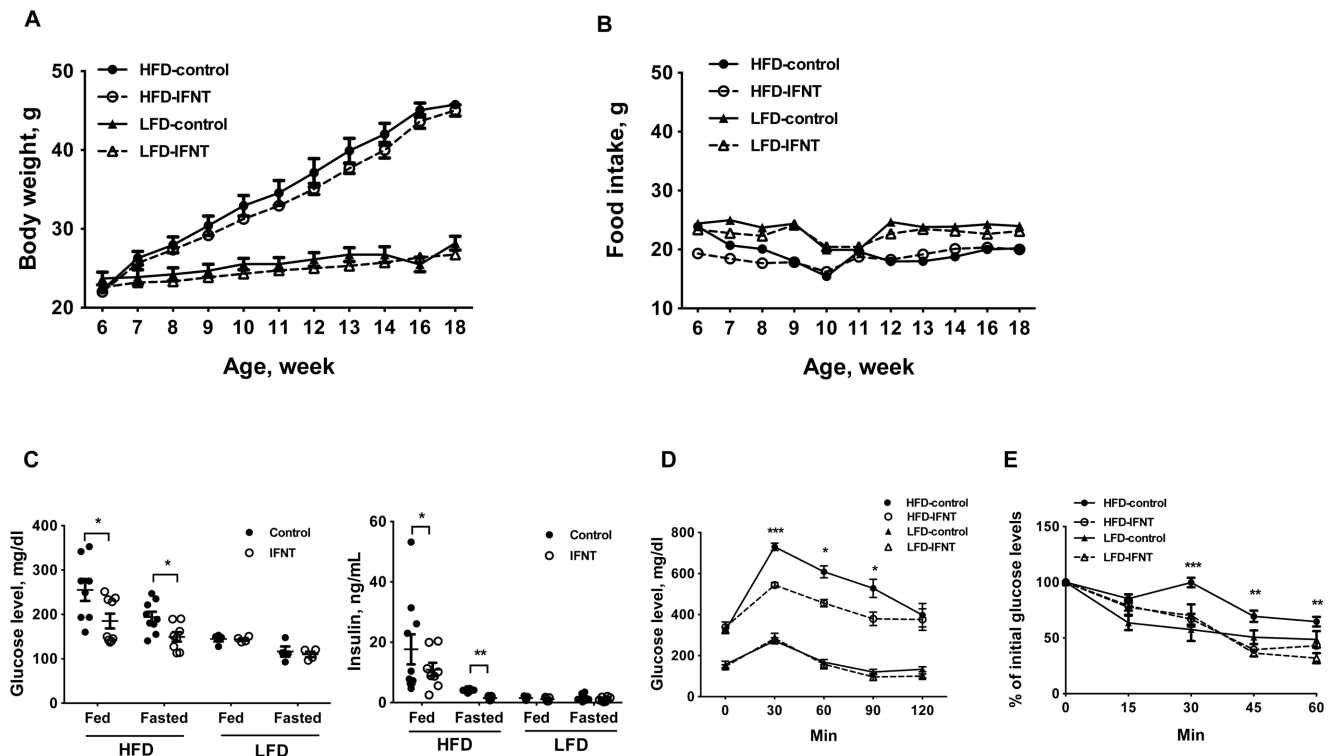 A
HFD-control
HFD-IFNT
LFD-control
LFD-IFNT
Body weight, g
50
40
30
20
6 7 8 9 10 11 12 13 14 16 18
Age, week
B
HFD-control
HFD-IFNT
LFD-control
LFD-IFNT
Food intake, g
50
40
30
20
10
6 7 8 9 10 11 12 13 14 16 18
Age, week
C
Glucose level, mg/dl
400
300
200
100
0
*
*
Control
IFNT
Fed Fasted Fed Fasted
HFD LFD
Insulin, ng/mL
60
40
20
0
*
**
Control
IFNT
Fed Fasted Fed Fasted
HFD LFD
D
HFD-control
HFD-IFNT
LFD-control
LFD-IFNT
Glucose level, mg/dl
800
600
400
200
0
***
*
*
0 30 60 90 120
Min
E
HFD-control
HFD-IFNT
LFD-control
LFD-IFNT
% of initial glucose levels
150
100
50
0
***
**
**
0 15 30 45 60
Min